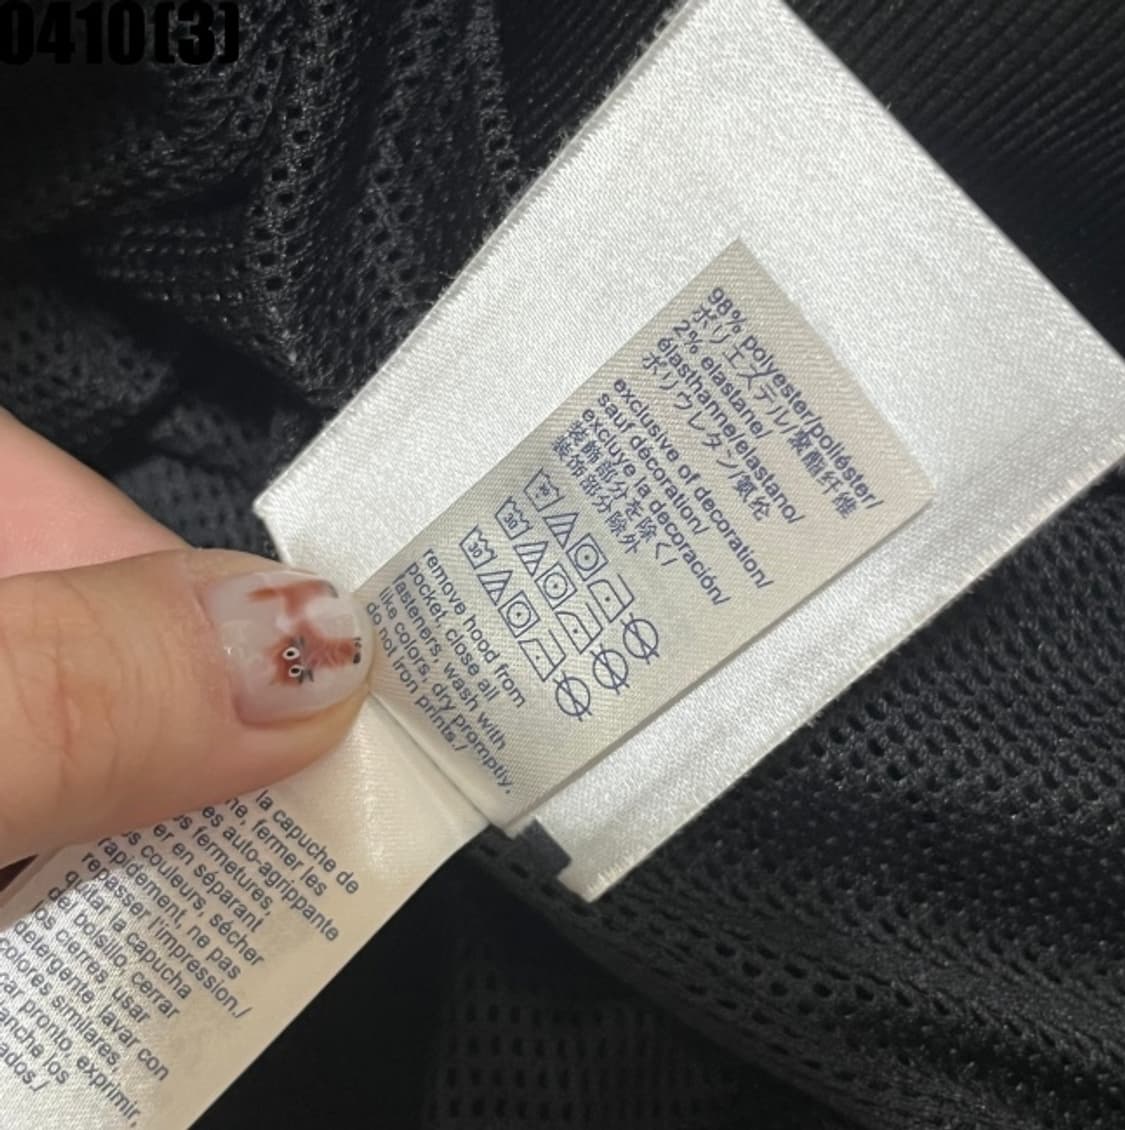 0410(3)
98% polyester/poliéster/
ポリエステル/聚酯纤维
2% elastane/
élasthanne/elastano/
ポリウレタン/氨纶
exclusive of decoration/
sauf décoration/
excluye la decoración/
装飾部分を除く/
装饰部分除外
30
30
30
remove hood from
pocket, close all
fasteners, wash with
like colors, dry promptly,
do not iron prints./
la capuche de
fermer les
auto-agrippante
fermetures,
er en séparant
couleurs, sécher
rapidement, ne pas
repasser l'impression./
quitar la capucha
del bolsillo, cerrar
los cierres, usar
detergente, lavar con
colores similares,
pronto, exprimir,
los